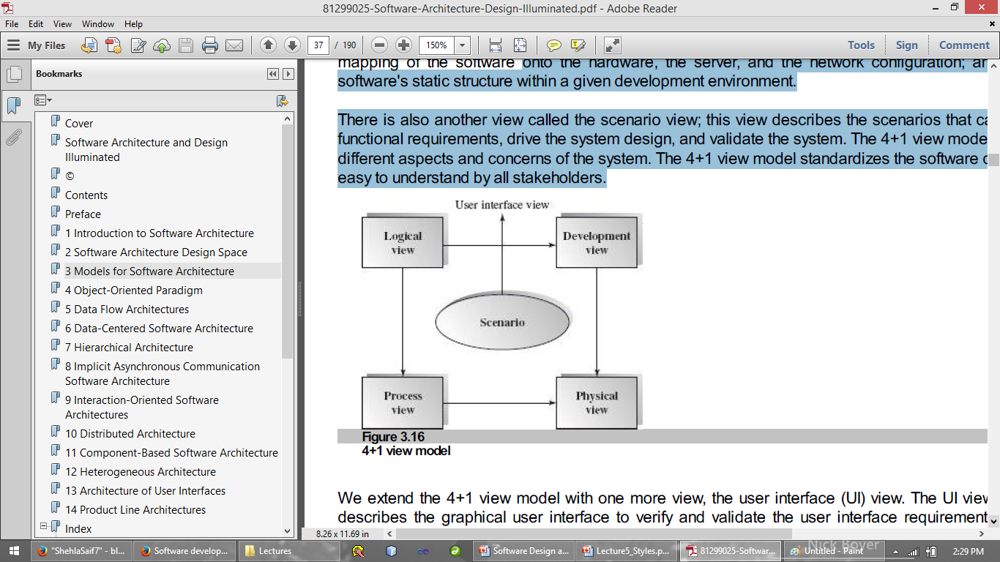 81299025-Software-Architecture-Design-Illuminated.pdf - Adobe Reader
File Edit View Window Help
My Files 37 / 190 150% Tools Sign Comment
Bookmarks
Cover
Software Architecture and Design
Illuminated
©
Contents
Preface
1 Introduction to Software Architecture
2 Software Architecture Design Space
3 Models for Software Architecture
4 Object-Oriented Paradigm
5 Data Flow Architectures
6 Data-Centered Software Architecture
7 Hierarchical Architecture
8 Implicit Asynchronous Communication
Software Architecture
9 Interaction-Oriented Software
Architectures
10 Distributed Architecture
11 Component-Based Software Architecture
12 Heterogeneous Architecture
13 Architecture of User Interfaces
14 Product Line Architectures
Index
mapping of the software onto the hardware, the server, and the network configuration; an
software's static structure within a given development environment.
There is also another view called the scenario view; this view describes the scenarios that ca
functional requirements, drive the system design, and validate the system. The 4+1 view mode
different aspects and concerns of the system. The 4+1 view model standardizes the software d
easy to understand by all stakeholders.
User interface view
Logical
view
Development
view
Scenario
Process
view
Physical
view
Figure 3.16
4+1 view model
We extend the 4+1 view model with one more view, the user interface (UI) view. The UI view
describes the graphical user interface to verify and validate the user interface requirement
8.26 x 11.69 in
"ShehlaSaif7" - bl...
Software develop...
Lectures
Software Design a...
Lecture5_Styles.p...
81299025-Softwar...
Untitled - Paint
Nick Boyer
2:29 PM